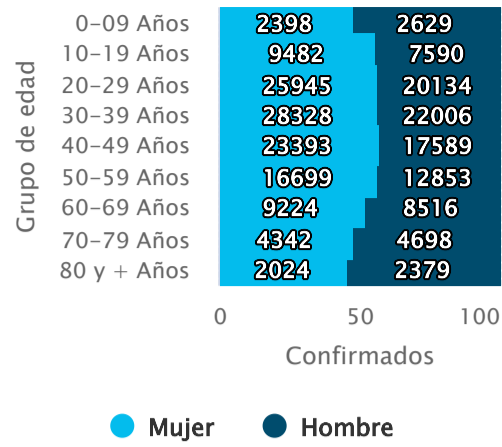 Grupo de edad
0-09 Años 2398 2629
10-19 Años 9482 7590
20-29 Años 25945 20134
30-39 Años 28328 22006
40-49 Años 23393 17589
50-59 Años 16699 12853
60-69 Años 9224 8516
70-79 Años 4342 4698
80 y + Años 2024 2379
0 50 100
Confirmados
Mujer Hombre